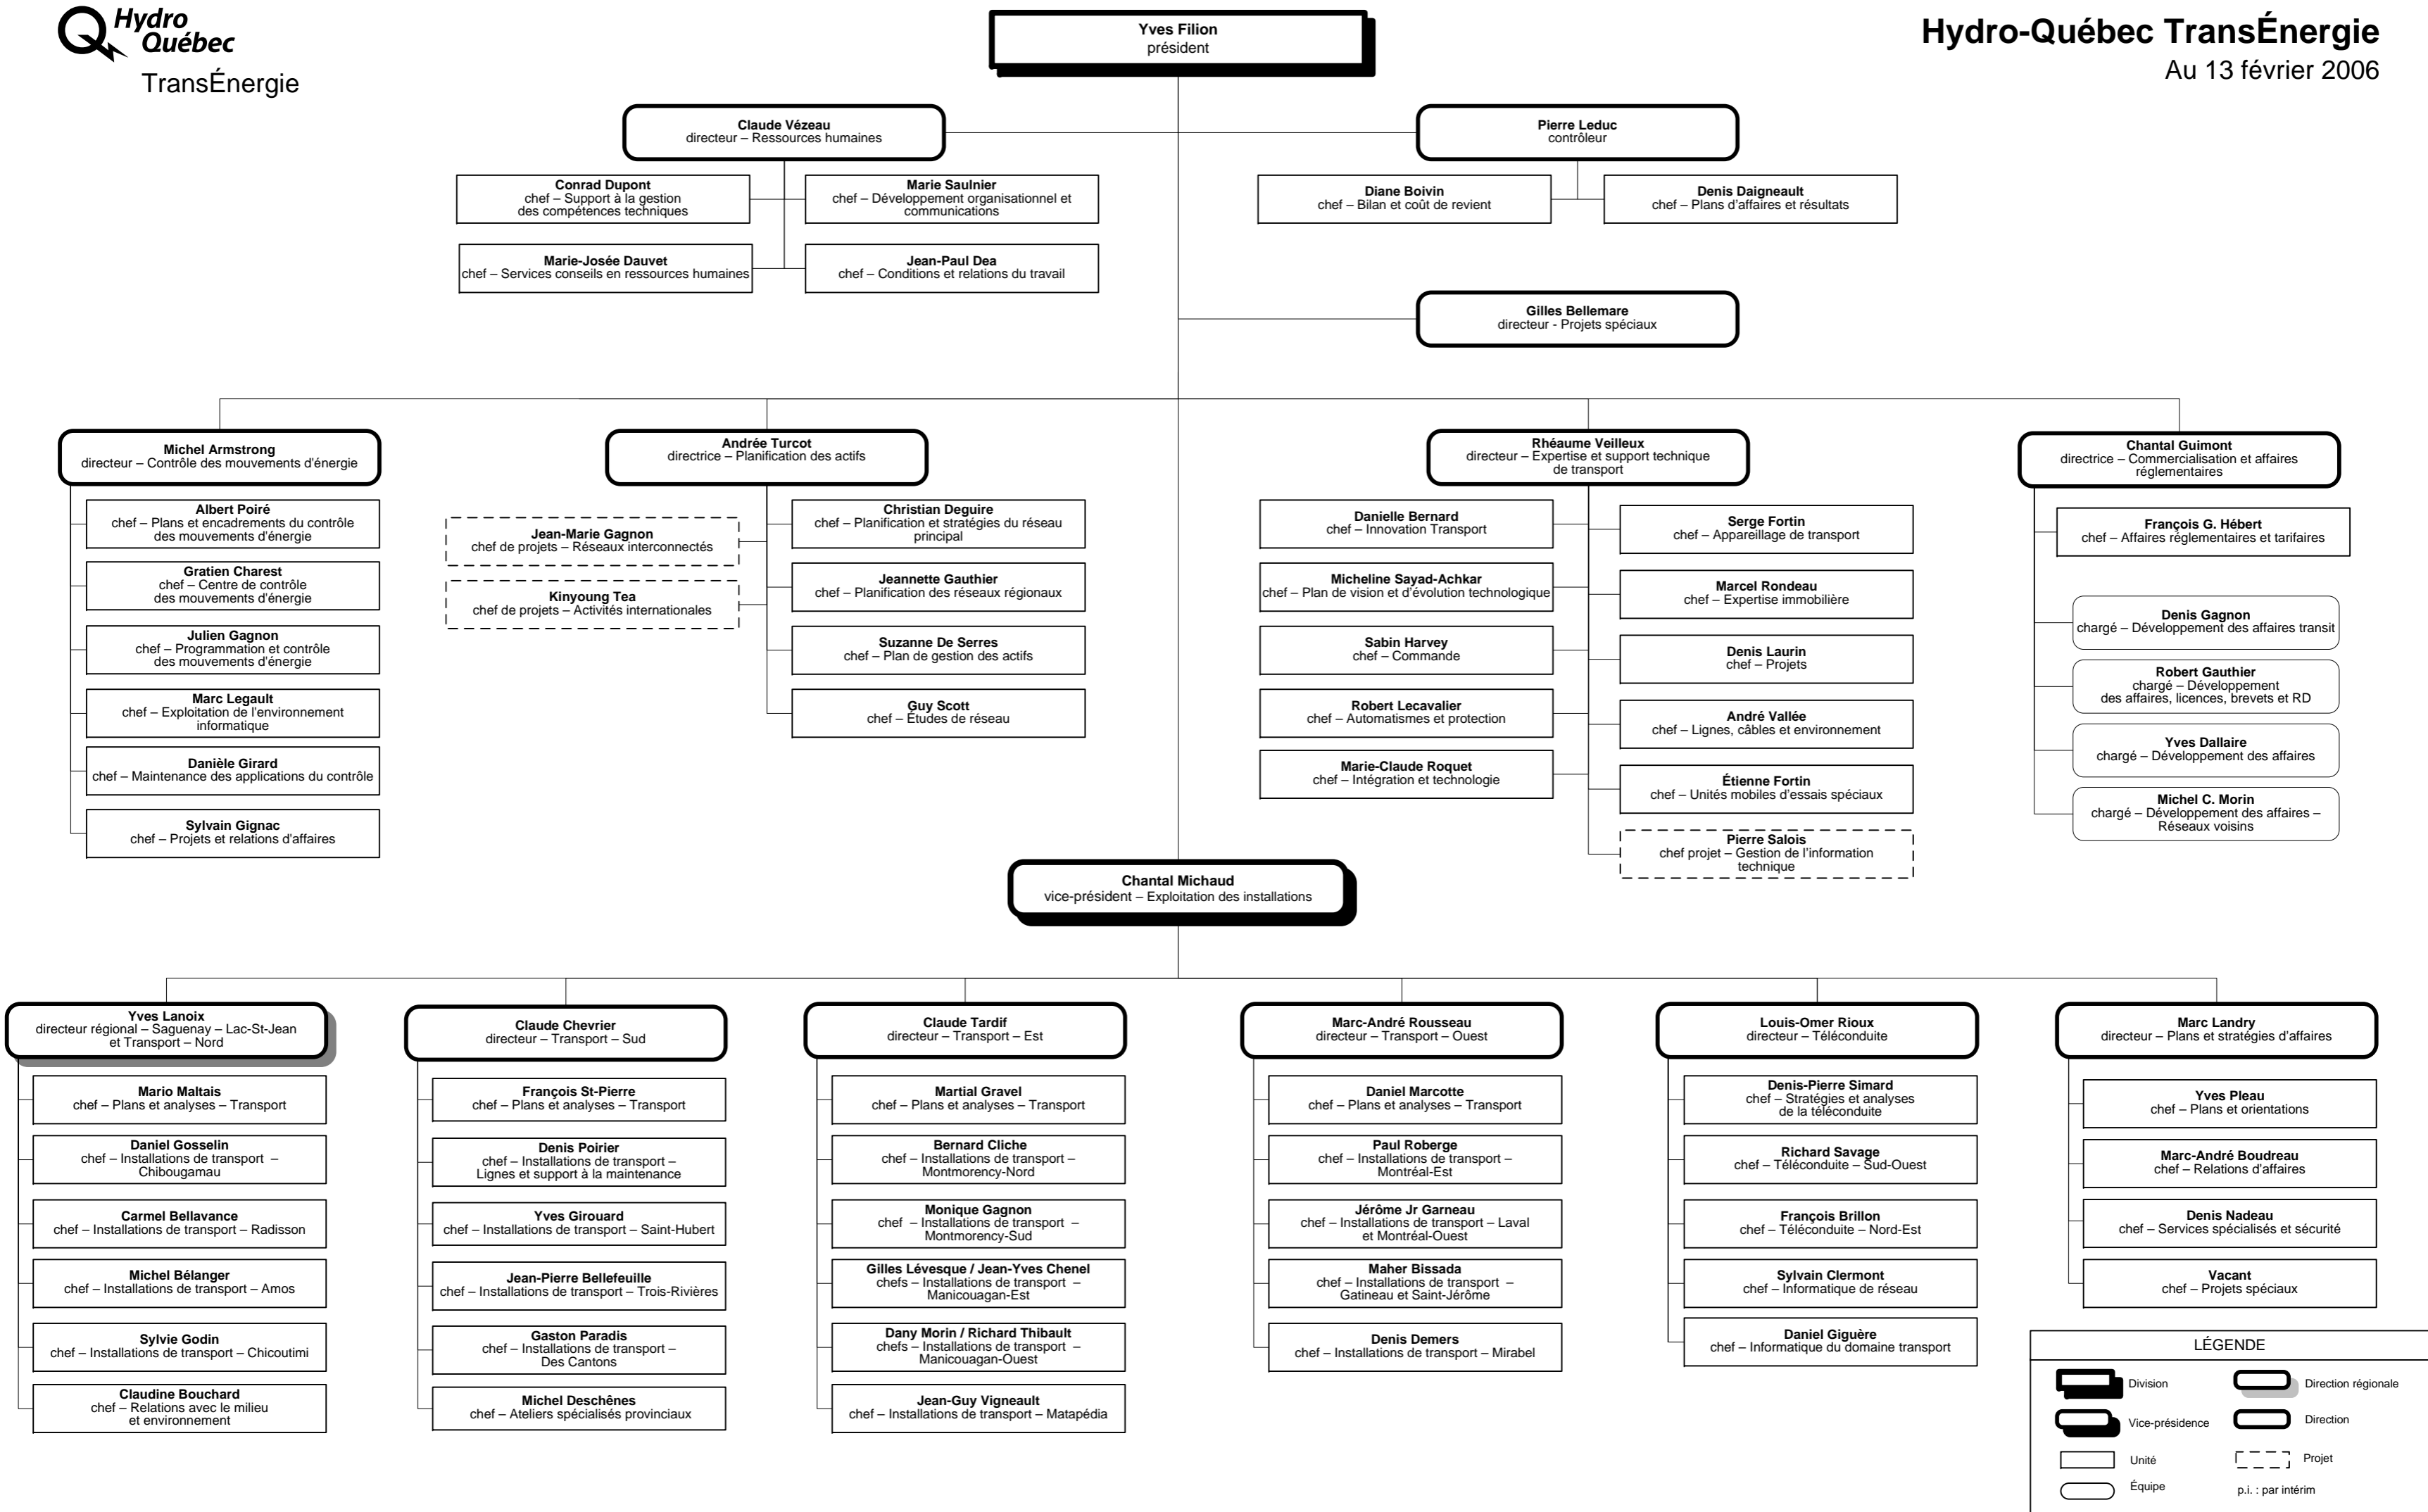 Hydro
Québec
TransÉnergie
Yves Filion
président
Hydro-Québec TransÉnergie
Au 13 février 2006
Claude Vézeau
directeur – Ressources humaines
Pierre Leduc
contrôleur
Conrad Dupont
chef – Support à la gestion
des compétences techniques
Marie Saulnier
chef – Développement organisationnel et
communications
Diane Boivin
chef – Bilan et coût de revient
Denis Daigneault
chef – Plans d'affaires et résultats
Marie-Josée Dauvet
chef – Services conseils en ressources humaines
Jean-Paul Dea
chef – Conditions et relations du travail
Gilles Bellemare
directeur - Projets spéciaux
Michel Armstrong
directeur – Contrôle des mouvements d'énergie
Albert Poiré
chef – Plans et encadrements du contrôle
des mouvements d'énergie
Gratien Charest
chef – Centre de contrôle
des mouvements d'énergie
Julien Gagnon
chef – Programmation et contrôle
des mouvements d'énergie
Marc Legault
chef – Exploitation de l'environnement
informatique
Danièle Girard
chef – Maintenance des applications du contrôle
Sylvain Gignac
chef – Projets et relations d'affaires
Andrée Turcot
directrice – Planification des actifs
Jean-Marie Gagnon
chef de projets – Réseaux interconnectés
Kinyoung Tea
chef de projets – Activités internationales
Christian Deguire
chef – Planification et stratégies du réseau
principal
Jeannette Gauthier
chef – Planification des réseaux régionaux
Suzanne De Serres
chef – Plan de gestion des actifs
Guy Scott
chef – Études de réseau
Rhéaume Veilleux
directeur – Expertise et support technique
de transport
Danielle Bernard
chef – Innovation Transport
Micheline Sayad-Achkar
chef – Plan de vision et d'évolution technologique
Sabin Harvey
chef – Commande
Robert Lecavalier
chef – Automatismes et protection
Marie-Claude Roquet
chef – Intégration et technologie
Serge Fortin
chef – Appareillage de transport
Marcel Rondeau
chef – Expertise immobilière
Denis Laurin
chef – Projets
André Vallée
chef – Lignes, câbles et environnement
Étienne Fortin
chef – Unités mobiles d'essais spéciaux
Pierre Salois
chef projet – Gestion de l'information
technique
Chantal Guimont
directrice – Commercialisation et affaires
réglementaires
François G. Hébert
chef – Affaires réglementaires et tarifaires
Denis Gagnon
chargé – Développement des affaires transit
Robert Gauthier
chargé – Développement
des affaires, licences, brevets et RD
Yves Dallaire
chargé – Développement des affaires
Michel C. Morin
chargé – Développement des affaires –
Réseaux voisins
Chantal Michaud
vice-président – Exploitation des installations
Yves Lanoix
directeur régional – Saguenay – Lac-St-Jean
et Transport – Nord
Mario Maltais
chef – Plans et analyses – Transport
Daniel Gosselin
chef – Installations de transport –
Chibougamau
Carmel Bellavance
chef – Installations de transport – Radisson
Michel Bélanger
chef – Installations de transport – Amos
Sylvie Godin
chef – Installations de transport – Chicoutimi
Claudine Bouchard
chef – Relations avec le milieu
et environnement
Claude Chevrier
directeur – Transport – Sud
François St-Pierre
chef – Plans et analyses – Transport
Denis Poirier
chef – Installations de transport –
Lignes et support à la maintenance
Yves Girouard
chef – Installations de transport – Saint-Hubert
Jean-Pierre Bellefeuille
chef – Installations de transport – Trois-Rivières
Gaston Paradis
chef – Installations de transport –
Des Cantons
Michel Deschênes
chef – Ateliers spécialisés provinciaux
Claude Tardif
directeur – Transport – Est
Martial Gravel
chef – Plans et analyses – Transport
Bernard Cliche
chef – Installations de transport –
Montmorency-Nord
Monique Gagnon
chef – Installations de transport –
Montmorency-Sud
Gilles Lévesque / Jean-Yves Chenel
chefs – Installations de transport –
Manicouagan-Est
Dany Morin / Richard Thibault
chefs – Installations de transport –
Manicouagan-Ouest
Jean-Guy Vigneault
chef – Installations de transport – Matapédia
Marc-André Rousseau
directeur – Transport – Ouest
Daniel Marcotte
chef – Plans et analyses – Transport
Paul Roberge
chef – Installations de transport –
Montréal-Est
Jérôme Jr Garneau
chef – Installations de transport – Laval
et Montréal-Ouest
Maher Bissada
chef – Installations de transport –
Gatineau et Saint-Jérôme
Denis Demers
chef – Installations de transport – Mirabel
Louis-Omer Rioux
directeur – Téléconduite
Denis-Pierre Simard
chef – Stratégies et analyses
de la téléconduite
Richard Savage
chef – Téléconduite – Sud-Ouest
François Brillon
chef – Téléconduite – Nord-Est
Sylvain Clermont
chef – Informatique de réseau
Daniel Giguère
chef – Informatique du domaine transport
Marc Landry
directeur – Plans et stratégies d'affaires
Yves Pleau
chef – Plans et orientations
Marc-André Boudreau
chef – Relations d'affaires
Denis Nadeau
chef – Services spécialisés et sécurité
Vacant
chef – Projets spéciaux
LÉGENDE
Division
Direction régionale
Vice-présidence
Direction
Unité
Projet
Équipe
p.i. : par intérim